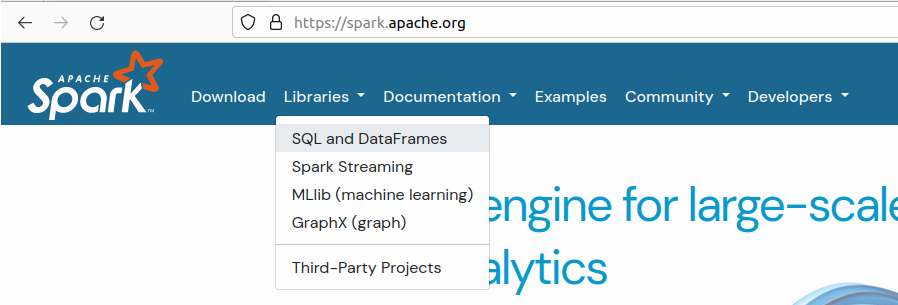 https://spark.apache.org
APACHE
Spark™
Download Libraries Documentation Examples Community Developers
SQL and DataFrames
Spark Streaming
MLlib (machine learning)
GraphX (graph)
Third-Party Projects
engine for large-scale
alytics